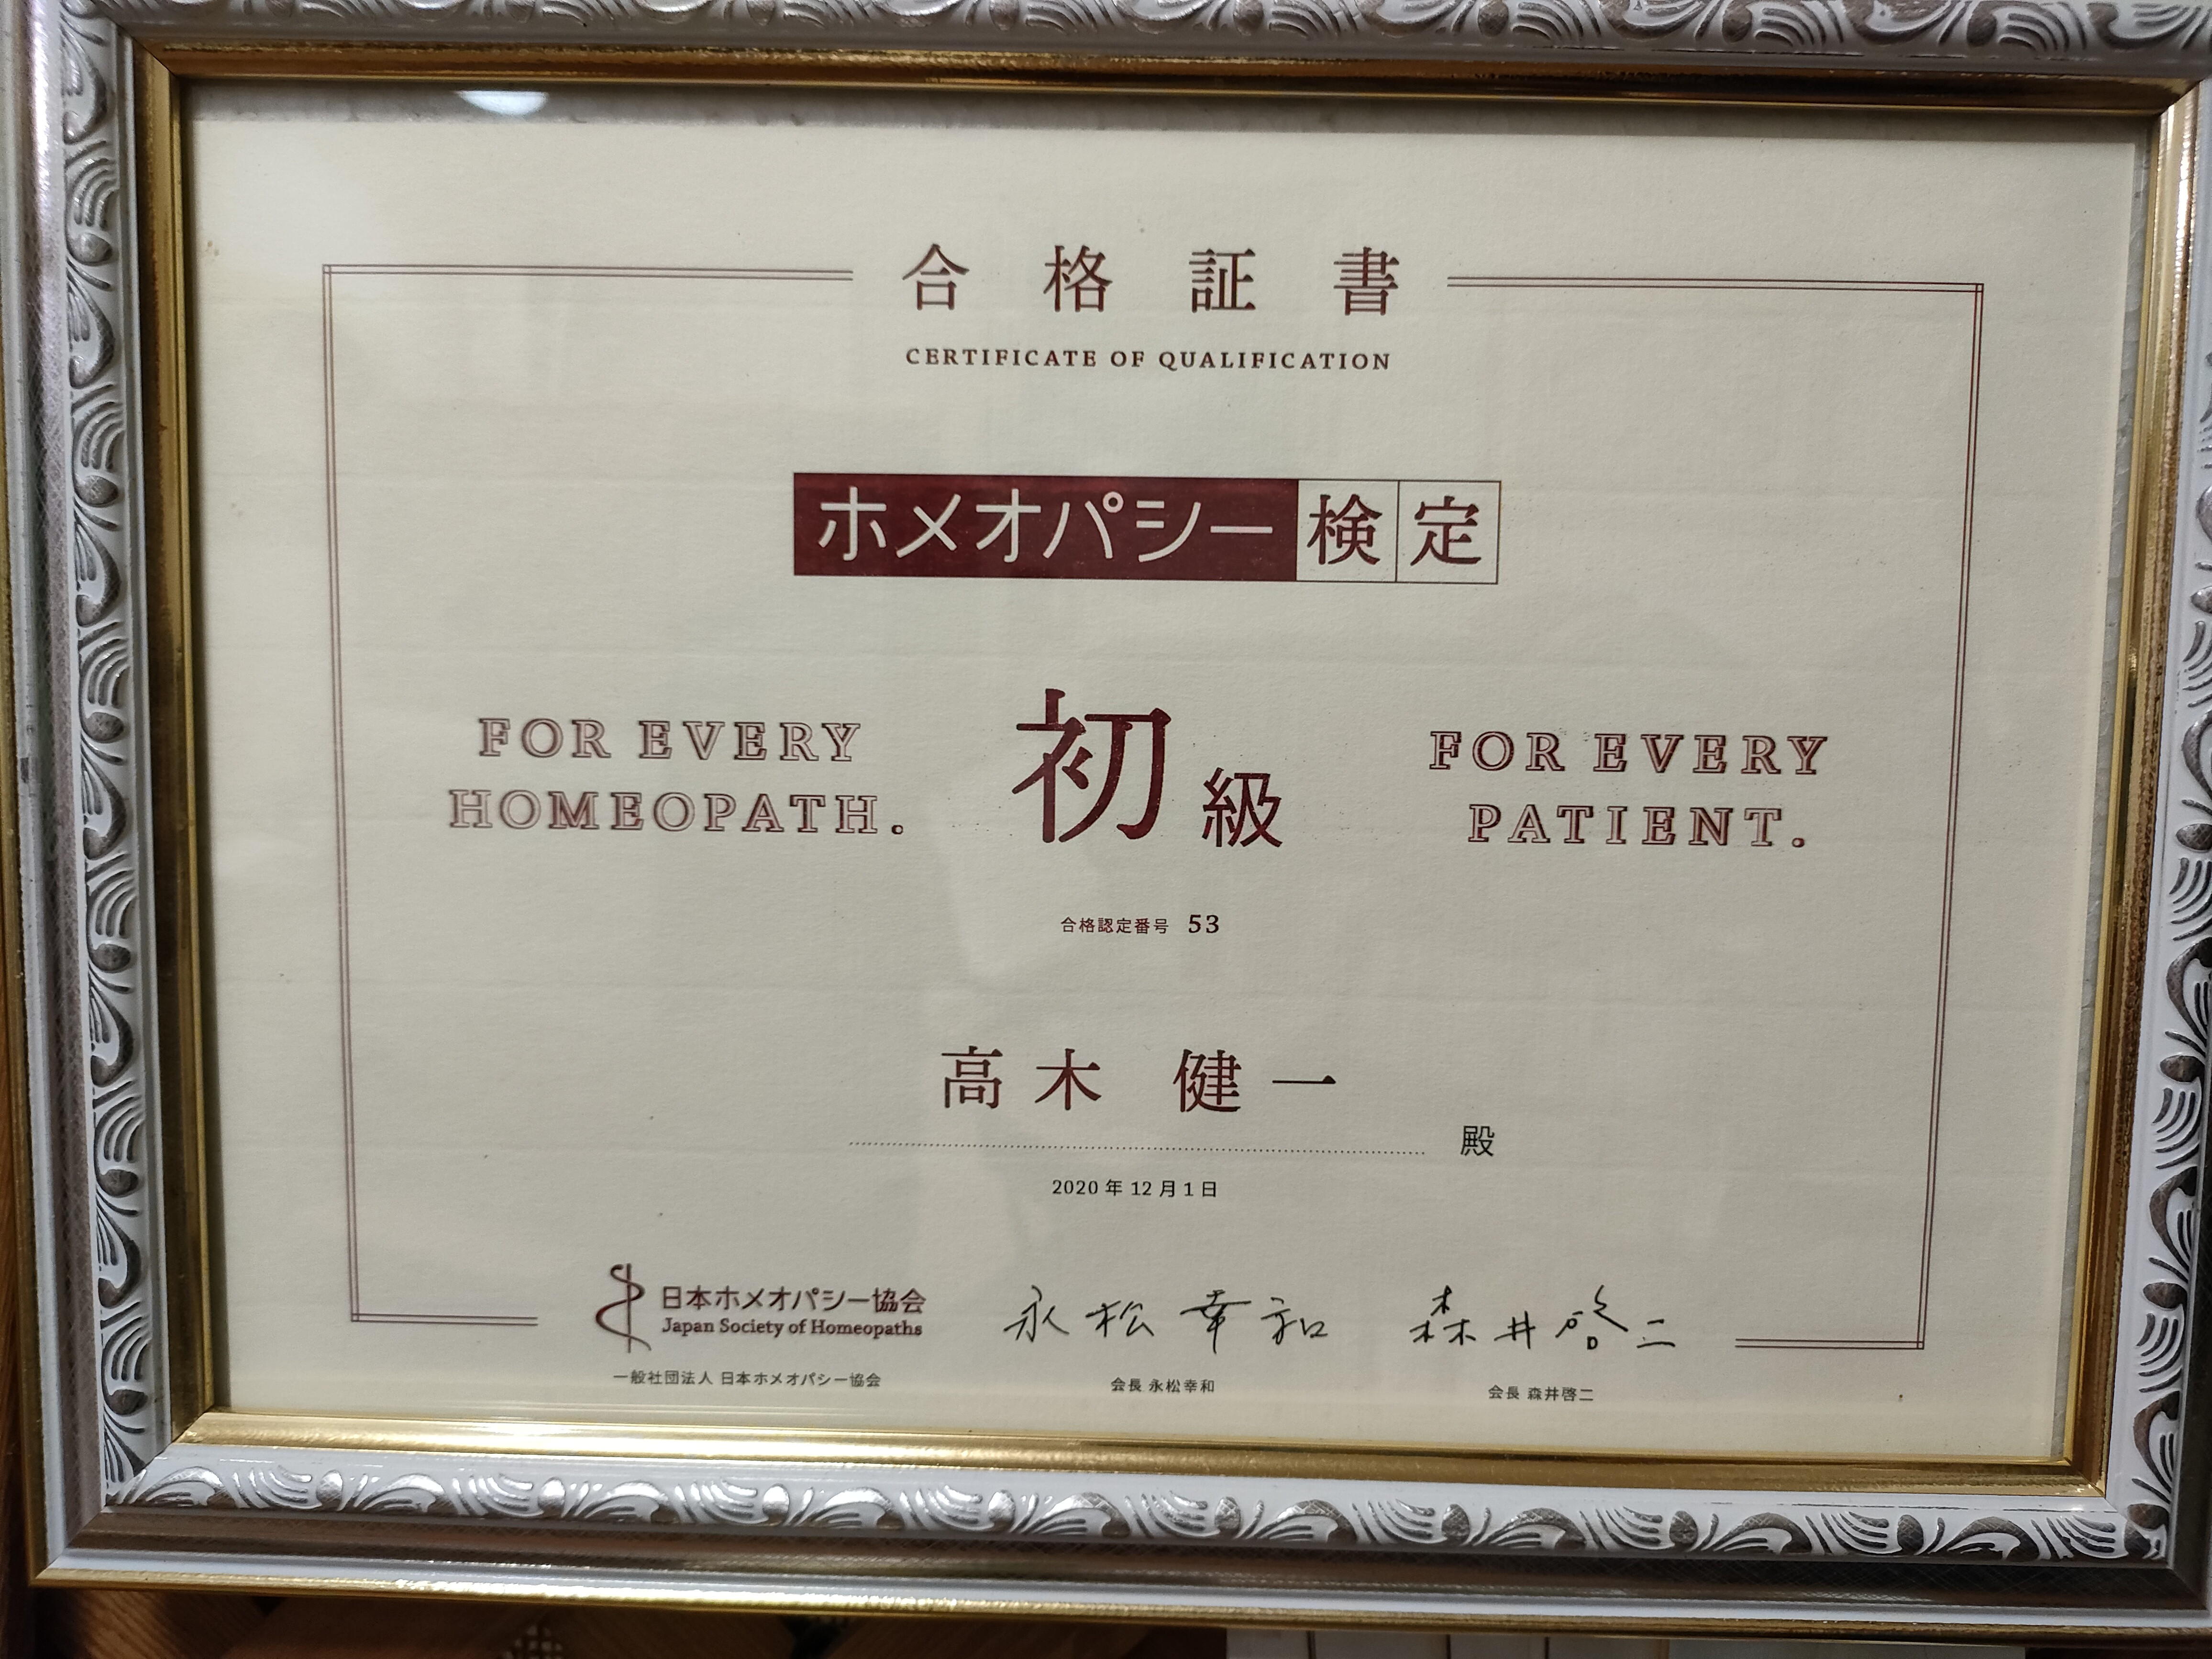 合格証書
CERTIFICATE OF QUALIFICATION
ホメオパシー検定
FOR EVERY
HOMEOPATH.
初級
FOR EVERY
PATIENT.
合格認定番号 53
高木 健一
殿
2020年12月1日
日本ホメオパシー協会
Japan Society of Homeopaths
一般社団法人 日本ホメオパシー協会
永松幸和
会長 永松幸和
森井啓二
会長 森井啓二